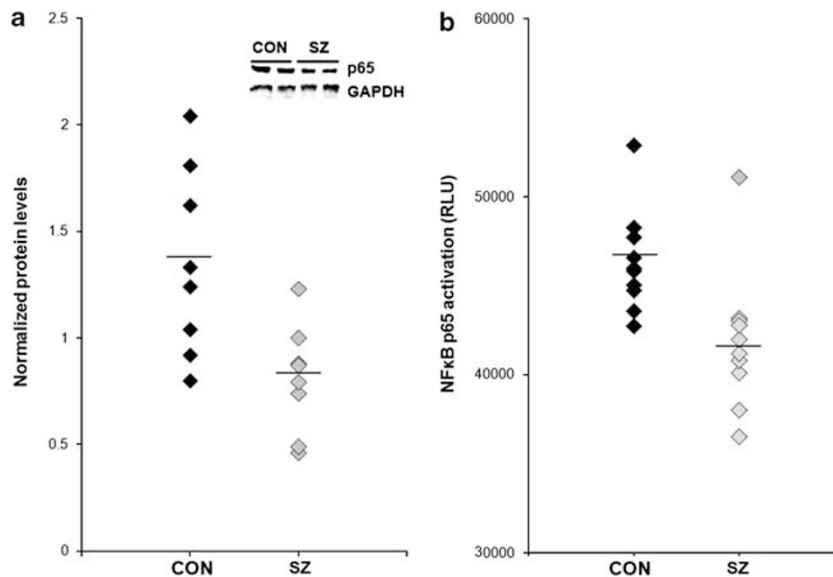 a
Normalized protein levels
2.5
2
1.5
1
0.5
0
CON SZ
p65
GAPDH
CON SZ
b
NFκB p65 activation (RLU)
60000
50000
40000
30000
CON SZ